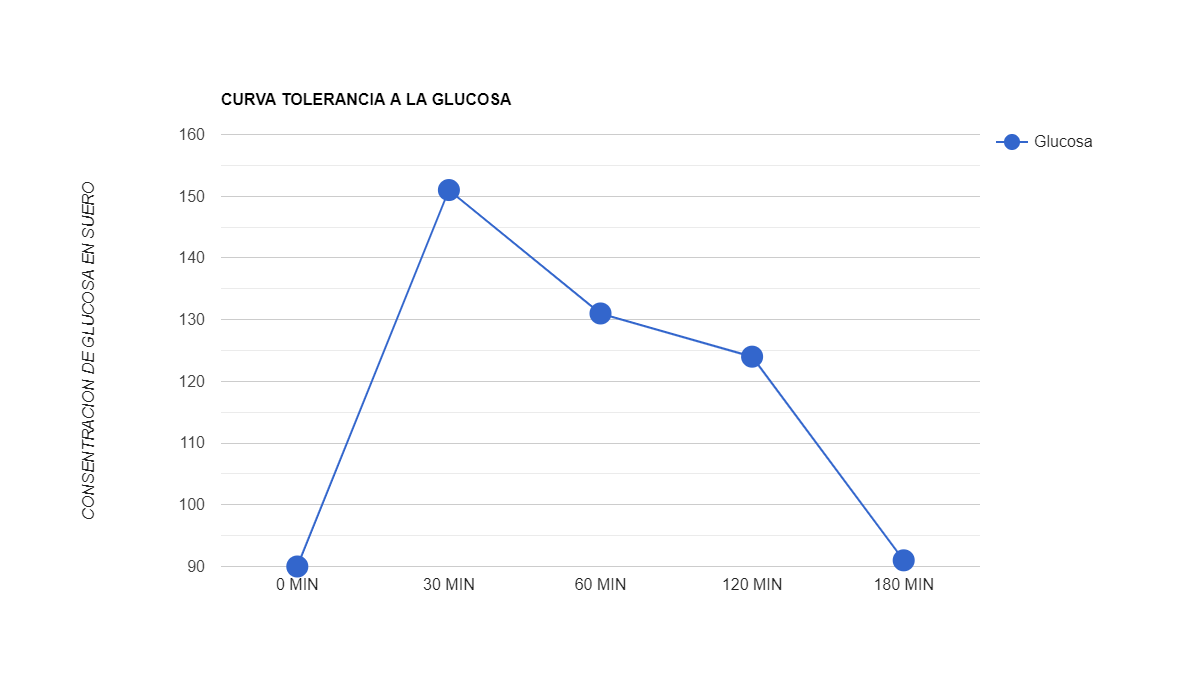 CURVA TOLERANCIA A LA GLUCOSA
Glucosa
CONSENTRACION DE GLUCOSA EN SUERO
160
150
140
130
120
110
100
90
0 MIN
30 MIN
60 MIN
120 MIN
180 MIN